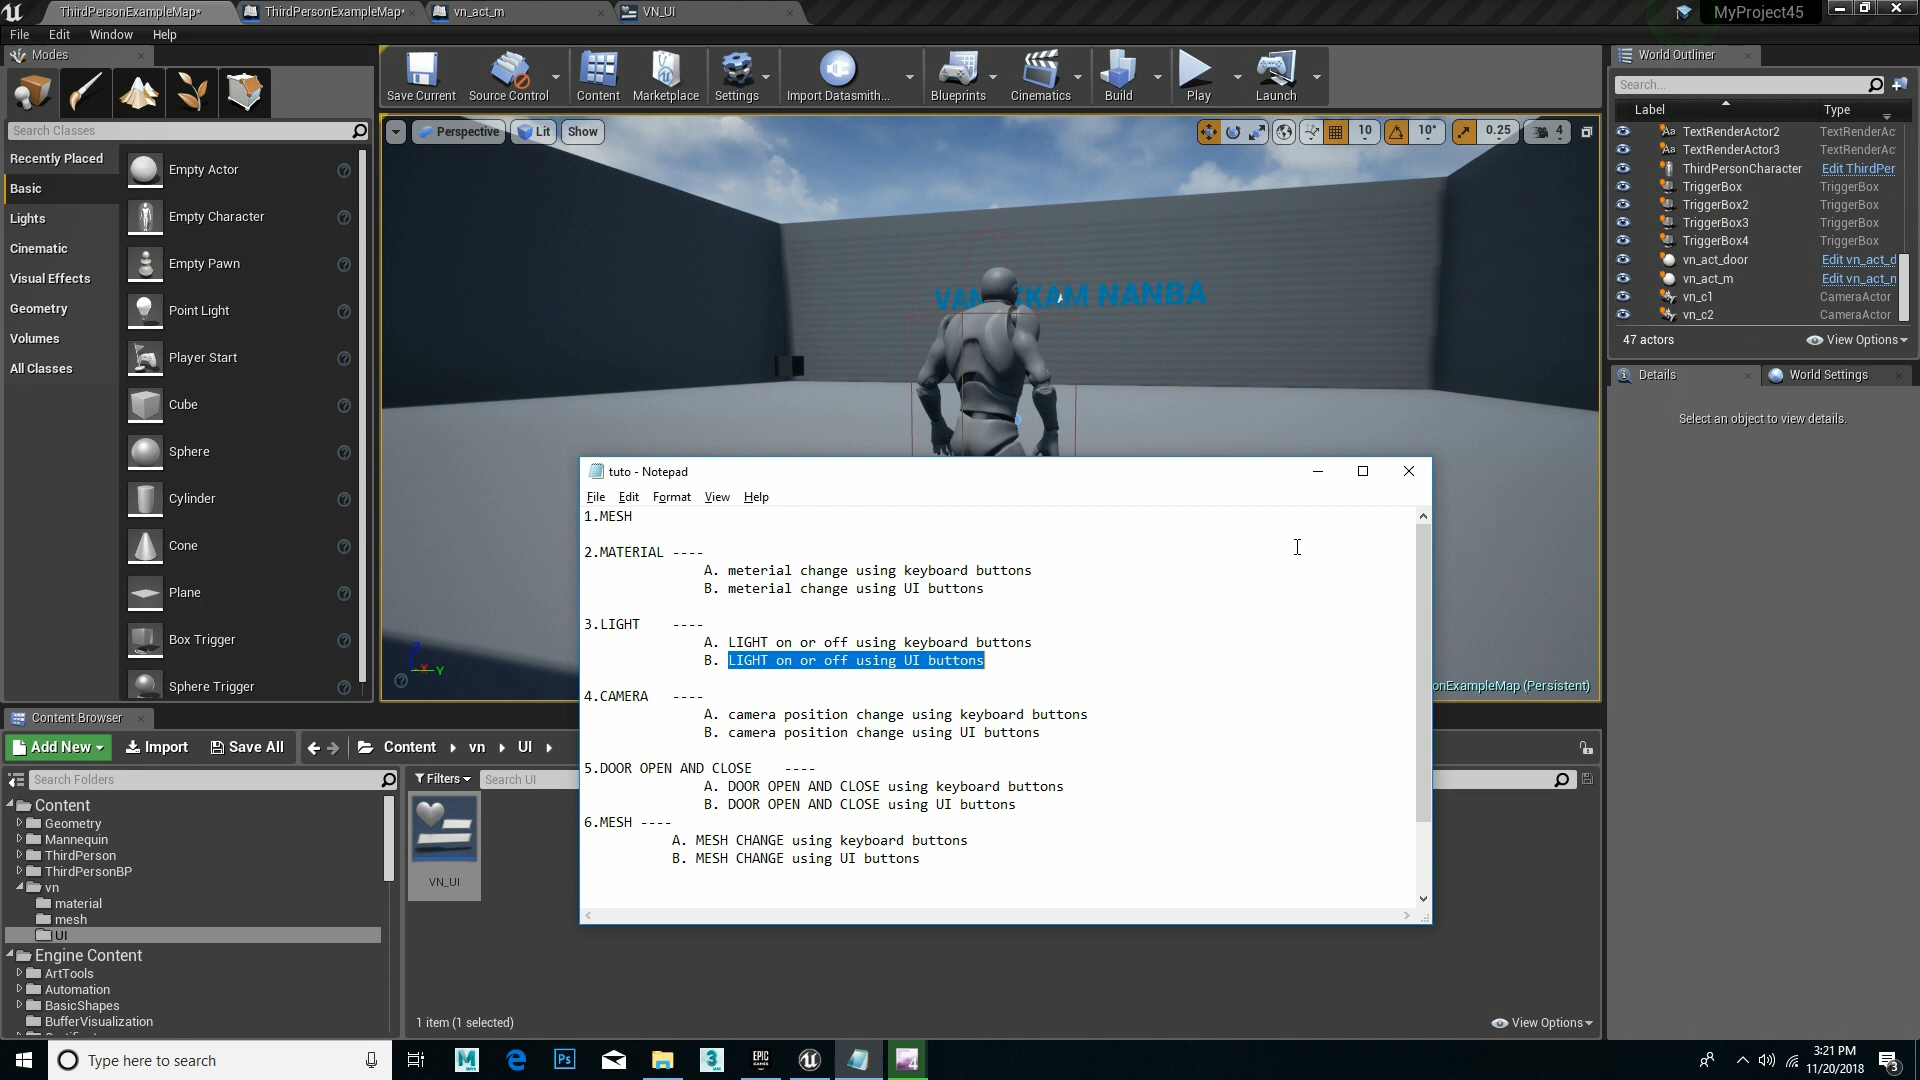 ThirdPersonExampleMap*
ThirdPersonExampleMap*
vn_act_m
VN_UI
MyProject45
File Edit Window Help
Modes
Save Current
Source Control
Content
Marketplace
Settings
Import Datasmith...
Blueprints
Cinematics
Build
Play
Launch
Search Classes
Recently Placed
Basic
Lights
Cinematic
Visual Effects
Geometry
Volumes
All Classes
Empty Actor
Empty Character
Empty Pawn
Point Light
Player Start
Cube
Sphere
Cylinder
Cone
Plane
Box Trigger
Sphere Trigger
Perspective Lit Show
10 10° 0.25 4
NANBA
onExampleMap (Persistent)
World Outliner
Search...
Label Type
TextRenderActor2 TextRenderAc
TextRenderActor3 TextRenderAc
ThirdPersonCharacter Edit ThirdPer
TriggerBox TriggerBox
TriggerBox2 TriggerBox
TriggerBox3 TriggerBox
TriggerBox4 TriggerBox
vn_act_door Edit vn_act_d
vn_act_m
vn_c1 CameraActor
vn_c2 CameraActor
47 actors View Options
Details World Settings
Select an object to view details.
tuto - Notepad
File Edit Format View Help
1.MESH
2.MATERIAL ----
A. meterial change using keyboard buttons
B. meterial change using UI buttons
3.LIGHT ----
A. LIGHT on or off using keyboard buttons
B. LIGHT on or off using UI buttons
4.CAMERA ----
A. camera position change using keyboard buttons
B. camera position change using UI buttons
5.DOOR OPEN AND CLOSE ----
A. DOOR OPEN AND CLOSE using keyboard buttons
B. DOOR OPEN AND CLOSE using UI buttons
6.MESH ----
A. MESH CHANGE using keyboard buttons
B. MESH CHANGE using UI buttons
Content Browser
Add New Import Save All Content vn UI
Search Folders
Filters Search UI
Content
Geometry
Mannequin
ThirdPerson
ThirdPersonBP
vn
material
mesh
UI
Engine Content
ArtTools
Automation
BasicShapes
BufferVisualization
VN_UI
1 item (1 selected) View Options
Type here to search
3:21 PM
11/20/2018
3